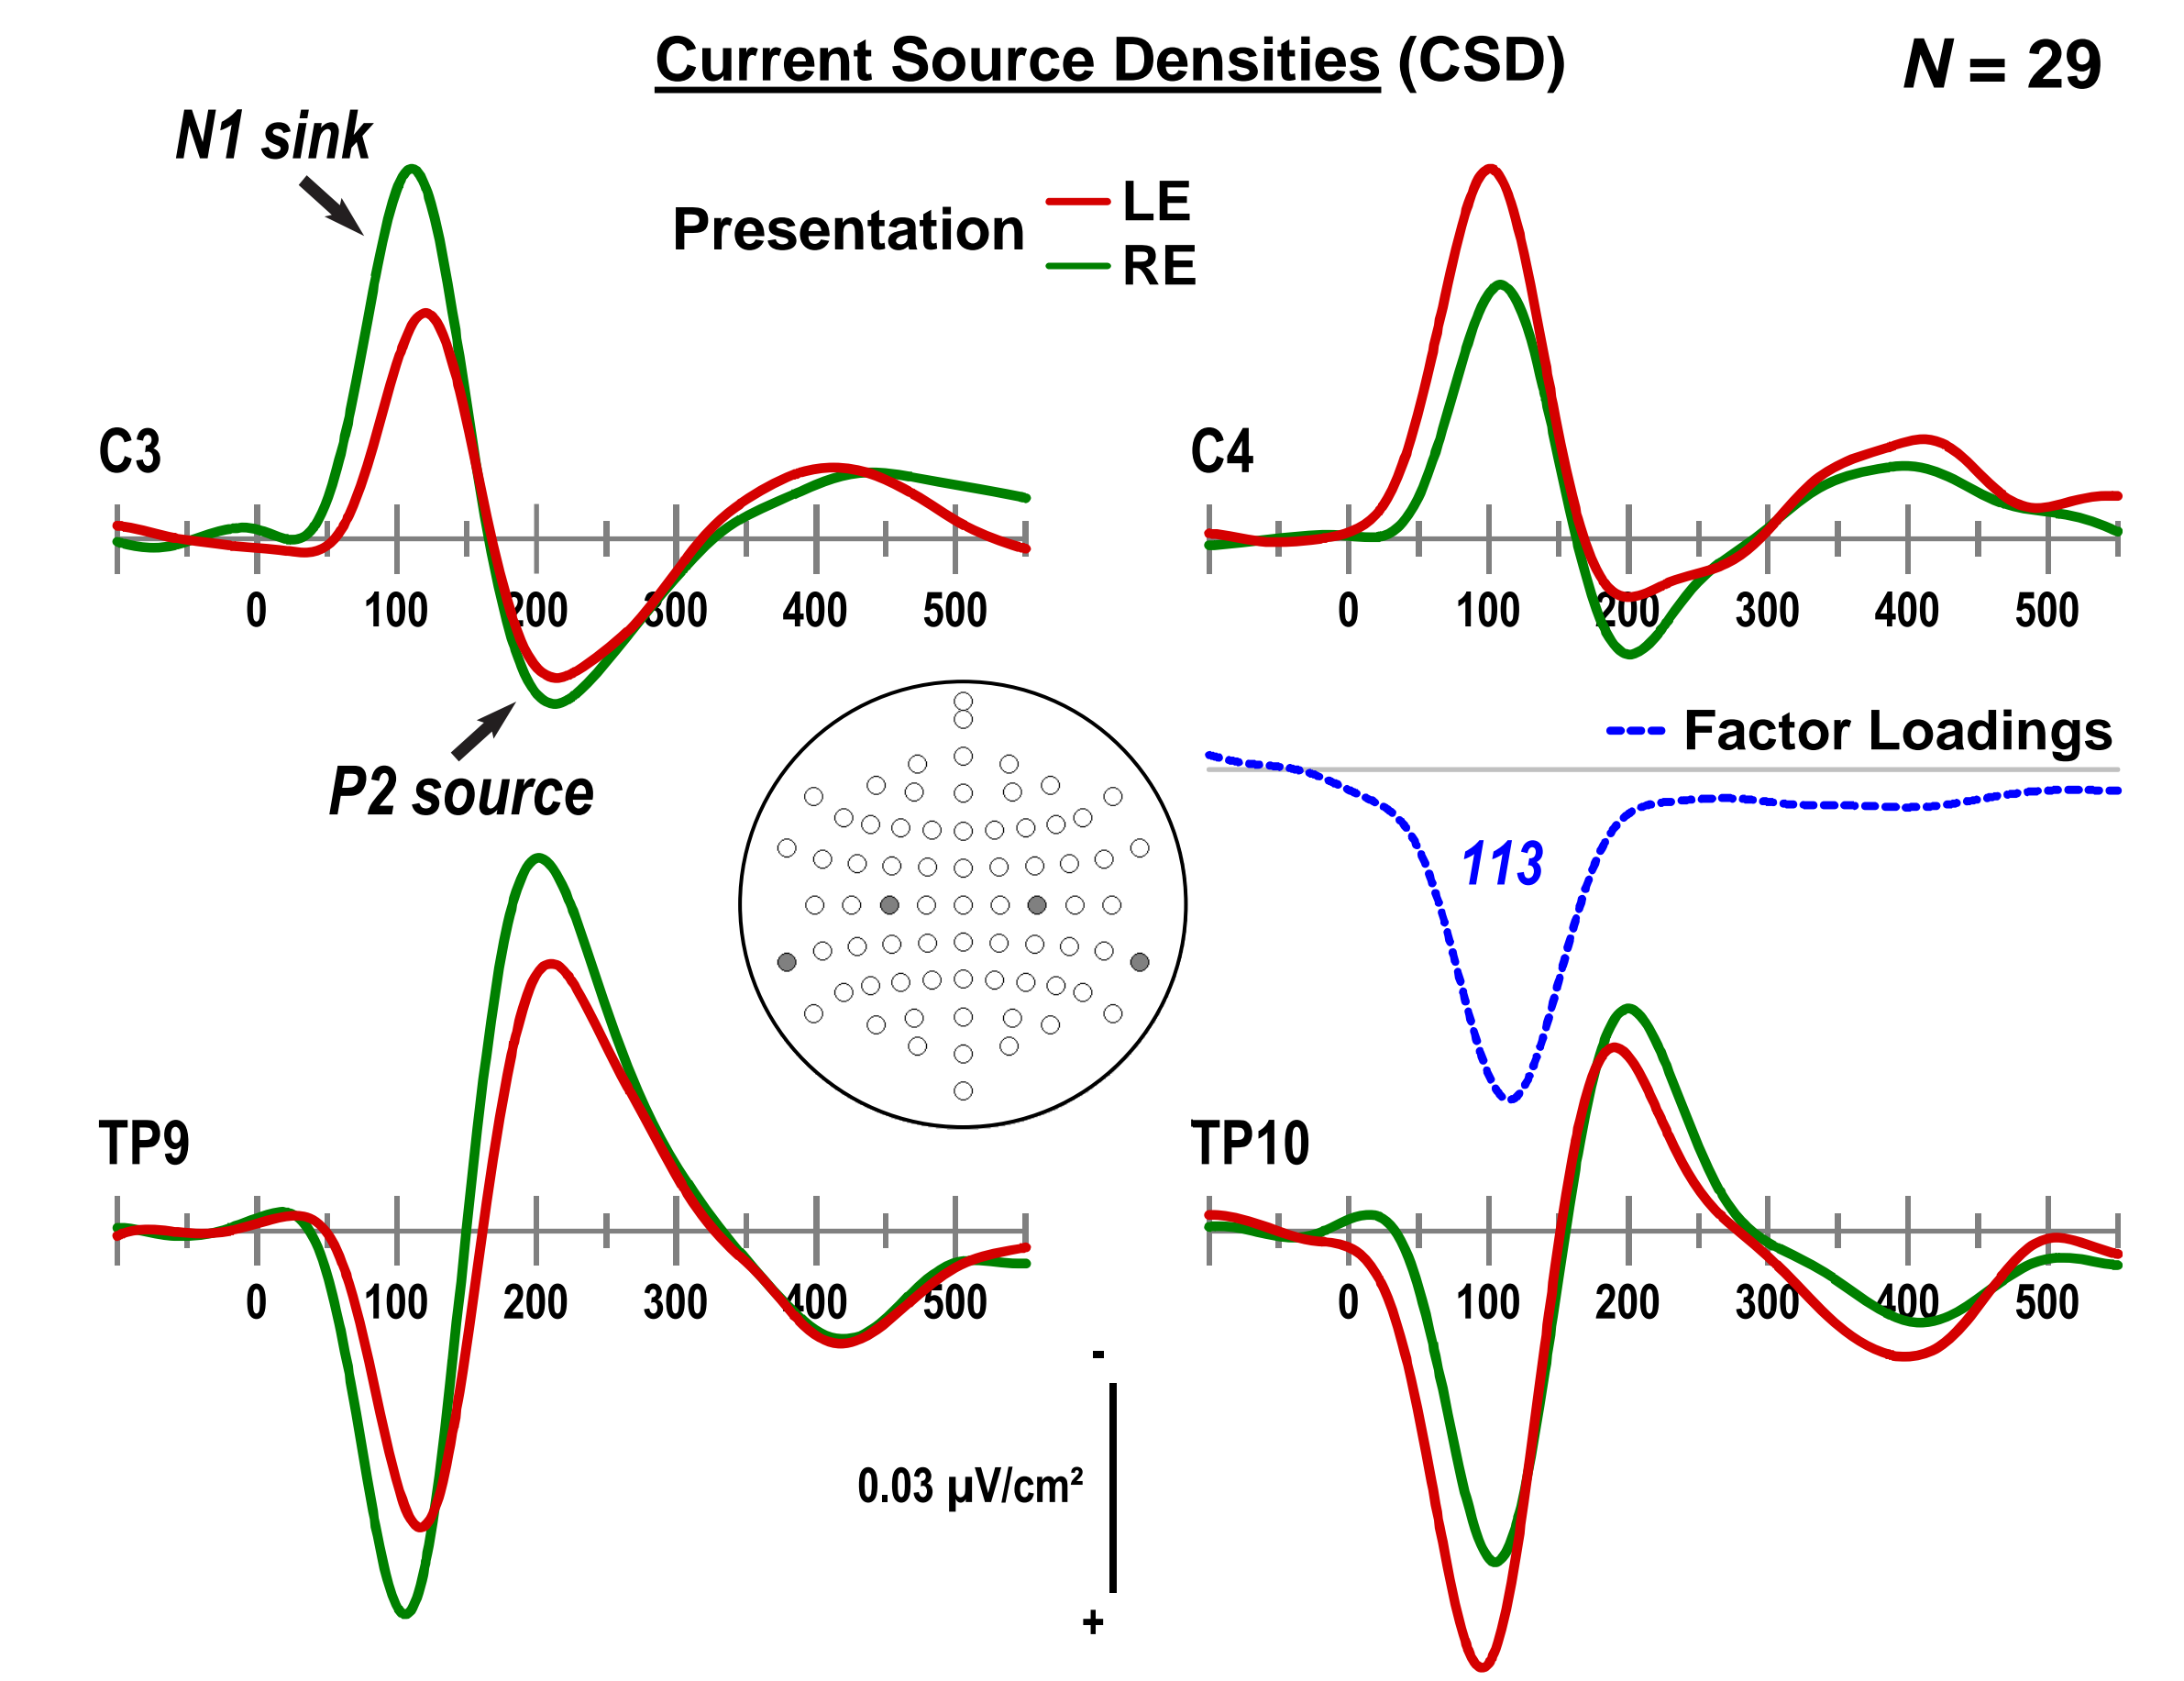 Current Source Densities (CSD)
N = 29
N1 sink
Presentation
LE
RE
C3
0 100 200 300 400 500
C4
0 100 200 300 400 500
P2 source
Factor Loadings
113
TP9
0 100 200 300 400 500
TP10
0 100 200 300 400 500
-
0.03 µV/cm²
+